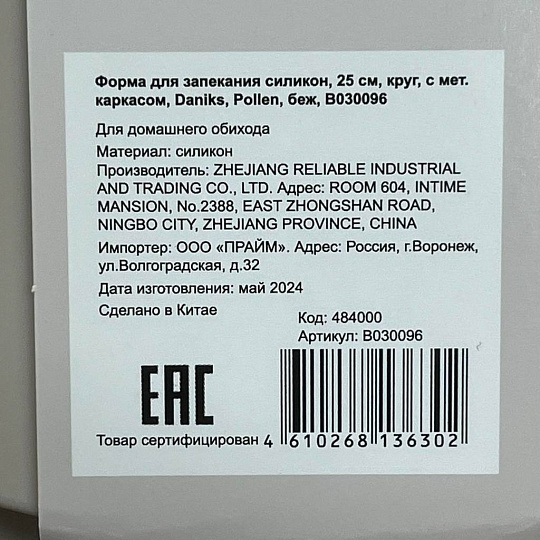 Форма для запекания силикон, 25 см, круг, с мет.
каркасом, Daniks, Pollen, беж, B030096
Для домашнего обихода
Материал: силикон
Производитель: ZHEJIANG RELIABLE INDUSTRIAL
AND TRADING CO., LTD. Адрес: ROOM 604, INTIME
MANSION, No.2388, EAST ZHONGSHAN ROAD,
NINGBO CITY, ZHEJIANG PROVINCE, CHINA
Импортер: ООО «ПРАЙМ». Адрес: Россия, г.Воронеж,
ул.Волгоградская, д.32
Дата изготовления: май 2024
Сделано в Китае
Код: 484000
Артикул: B030096
EAC
Товар сертифицирован
4 610268 136302